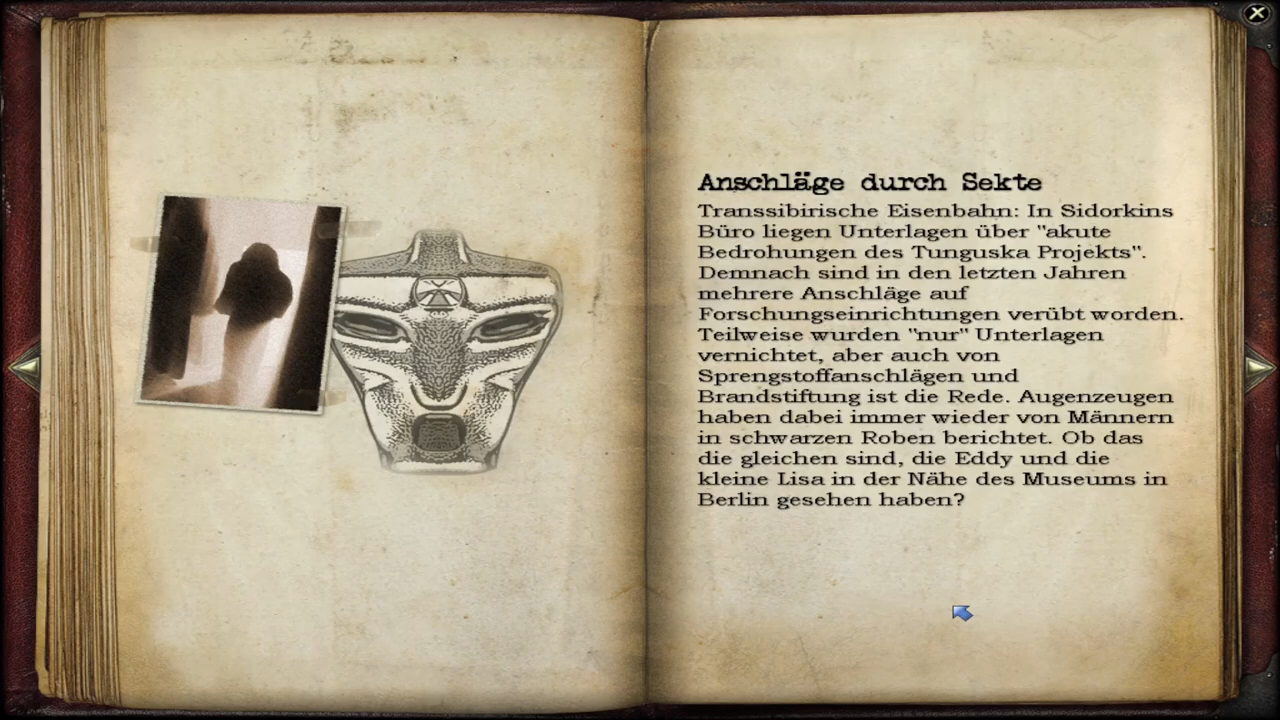 Anschläge durch Sekte
Transsibirische Eisenbahn: In Sidorkins
Büro liegen Unterlagen über "akute
Bedrohungen des Tunguska Projekts".
Demnach sind in den letzten Jahren
mehrere Anschläge auf
Forschungseinrichtungen verübt worden.
Teilweise wurden "nur" Unterlagen
vernichtet, aber auch von
Sprengstoffanschlägen und
Brandstiftung ist die Rede. Augenzeugen
haben dabei immer wieder von Männern
in schwarzen Roben berichtet. Ob das
die gleichen sind, die Eddy und die
kleine Lisa in der Nähe des Museums in
Berlin gesehen haben?